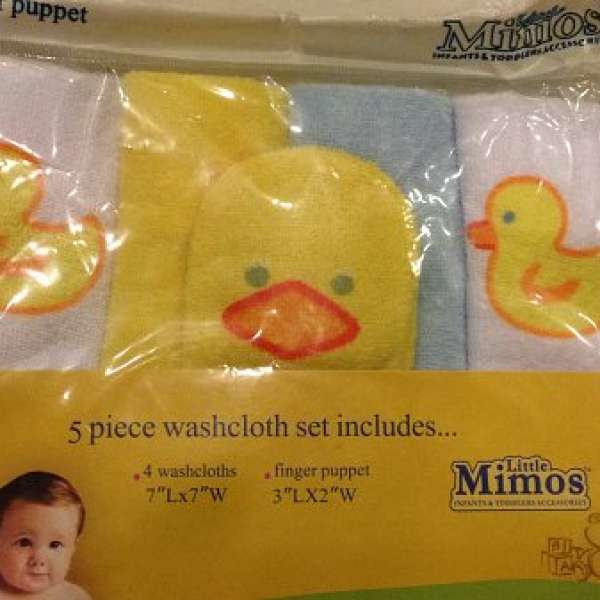 puppet
Little
Mimos
INFANTS & TODDLERS ACCESSORIES
5 piece washcloth set includes...
4 washcloths
7"Lx7"W
finger puppet
3"LX2"W
Little
Mimos
INFANTS & TODDLERS ACCESSORIES